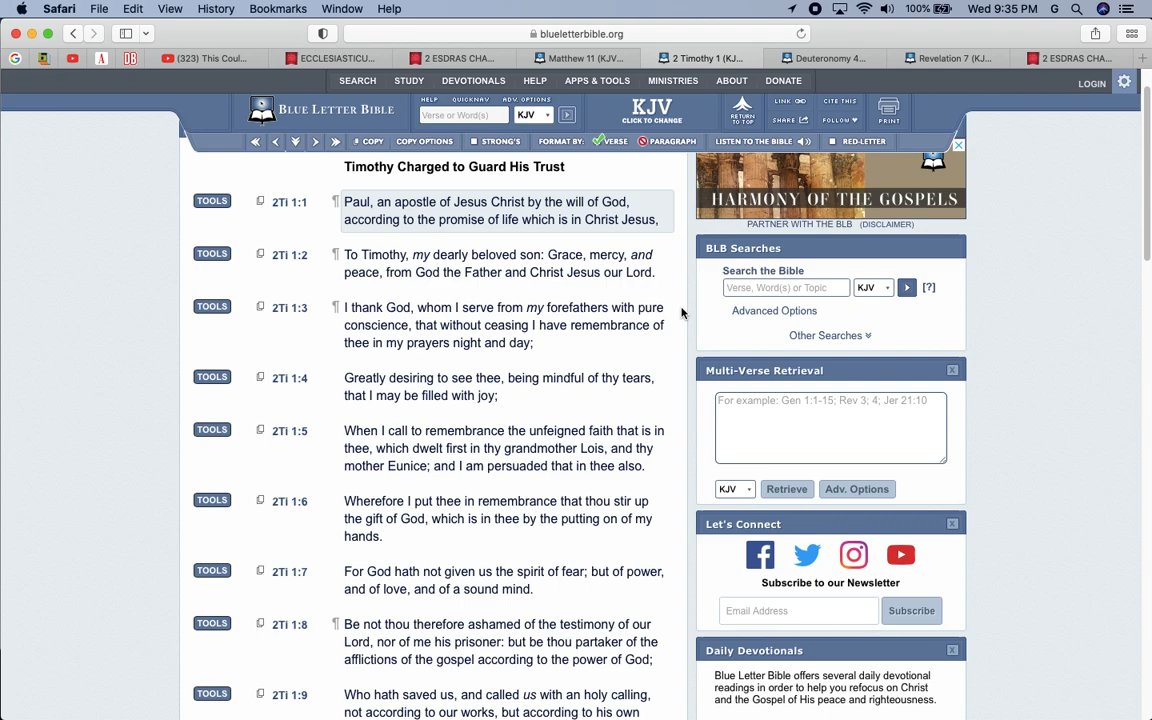 Safari File Edit View History Bookmarks Window Help 100% Wed 9:35 PM G
blueletterbible.org
G A DB (323) This Coul... ECCLESIASTICU... 2 ESDRAS CHA... Matthew 11 (KJV... 2 Timothy 1 (KJ... Deuteronomy 4... Revelation 7 (KJ... 2 ESDRAS CHA...
SEARCH STUDY DEVOTIONALS HELP APPS & TOOLS MINISTRIES ABOUT DONATE LOGIN
BLUE LETTER BIBLE
HELP QUICKNAV ADV. OPTIONS
Verse or Word(s) KJV
KJV
CLICK TO CHANGE
RETURN
TO TOP
LINK CITE THIS
SHARE FOLLOW
PRINT
COPY COPY OPTIONS STRONG'S FORMAT BY: VERSE PARAGRAPH LISTEN TO THE BIBLE RED-LETTER
Timothy Charged to Guard His Trust
TOOLS 2Ti 1:1 ¶ Paul, an apostle of Jesus Christ by the will of God,
according to the promise of life which is in Christ Jesus,
TOOLS 2Ti 1:2 ¶ To Timothy, my dearly beloved son: Grace, mercy, and
peace, from God the Father and Christ Jesus our Lord.
TOOLS 2Ti 1:3 ¶ I thank God, whom I serve from my forefathers with pure
conscience, that without ceasing I have remembrance of
thee in my prayers night and day;
TOOLS 2Ti 1:4 Greatly desiring to see thee, being mindful of thy tears,
that I may be filled with joy;
TOOLS 2Ti 1:5 When I call to remembrance the unfeigned faith that is in
thee, which dwelt first in thy grandmother Lois, and thy
mother Eunice; and I am persuaded that in thee also.
TOOLS 2Ti 1:6 Wherefore I put thee in remembrance that thou stir up
the gift of God, which is in thee by the putting on of my
hands.
TOOLS 2Ti 1:7 For God hath not given us the spirit of fear; but of power,
and of love, and of a sound mind.
TOOLS 2Ti 1:8 ¶ Be not thou therefore ashamed of the testimony of our
Lord, nor of me his prisoner: but be thou partaker of the
afflictions of the gospel according to the power of God;
TOOLS 2Ti 1:9 Who hath saved us, and called us with an holy calling,
not according to our works, but according to his own
HARMONY OF THE GOSPELS
PARTNER WITH THE BLB (DISCLAIMER)
BLB Searches
Search the Bible
Verse, Word(s) or Topic KJV [?]
Advanced Options
Other Searches
Multi-Verse Retrieval
For example: Gen 1:1-15; Rev 3; 4; Jer 21:10
KJV Retrieve Adv. Options
Let's Connect
Subscribe to our Newsletter
Email Address Subscribe
Daily Devotionals
Blue Letter Bible offers several daily devotional
readings in order to help you refocus on Christ
and the Gospel of His peace and righteousness.